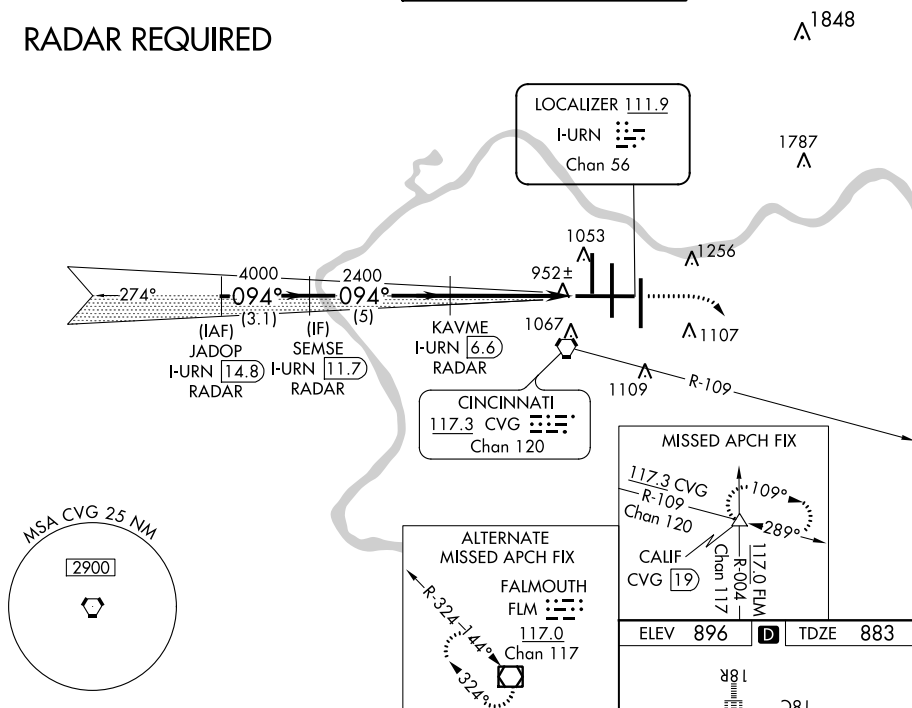 RADAR REQUIRED
1848
LOCALIZER 111.9
I-URN
Chan 56
1787
1053
1256
952±
4000
2400
274°
094°
094°
(3.1)
(5)
(IAF)
JADOP
I-URN 14.8
RADAR
(IF)
SEMSE
I-URN 11.7
RADAR
KAVME
I-URN 6.6
RADAR
1067
1107
1109
R-109
CINCINNATI
117.3 CVG
Chan 120
MISSED APCH FIX
117.3 CVG
R-109
Chan 120
109°
289°
CALIF
CVG 19
R-004
117.0 FLM
Chan 117
MSA CVG 25 NM
2900
ALTERNATE
MISSED APCH FIX
FALMOUTH
FLM
117.0
Chan 117
R-324
144°
324°
ELEV 896 D TDZE 883
18R
18C